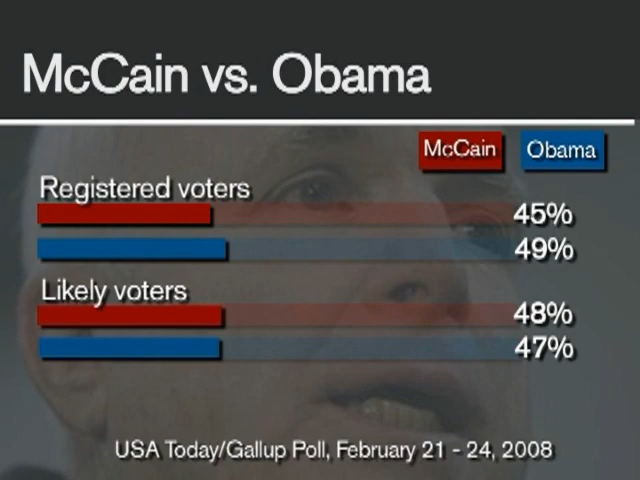 McCain vs. Obama
McCain Obama
Registered voters
45%
49%
Likely voters
48%
47%
USA Today/Gallup Poll, February 21 - 24, 2008